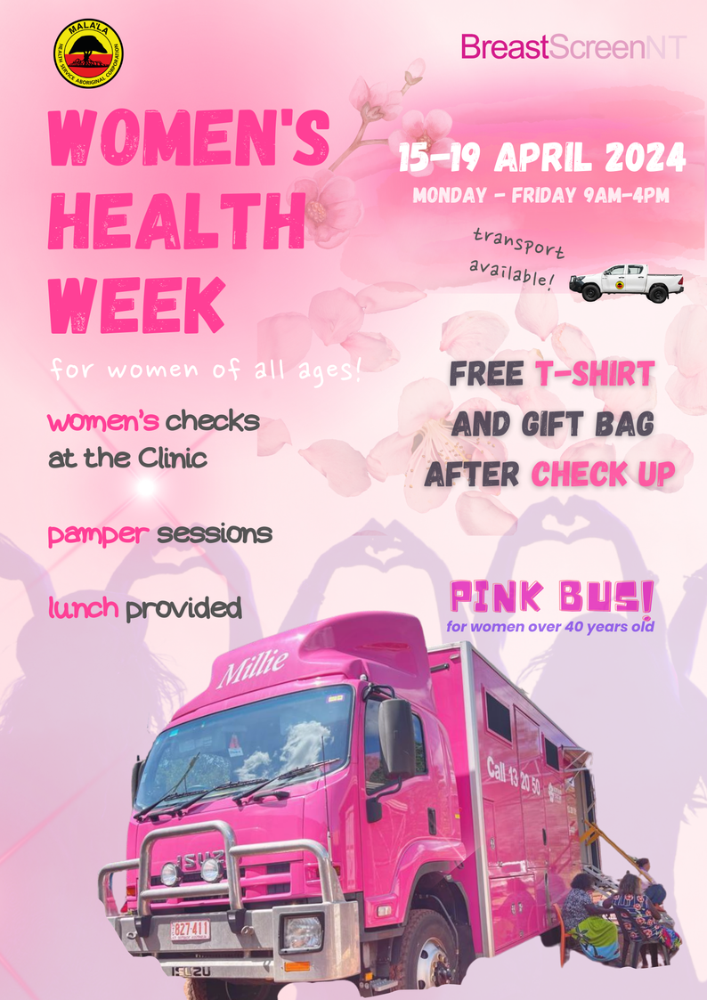 MALA'LA
HEALTH SERVICE ABORIGINAL CORPORATION
BreastScreenNT
WOMEN'S
HEALTH
WEEK
for women of all ages!
15-19 APRIL 2024
MONDAY - FRIDAY 9AM-4PM
transport
available!
women's checks
at the Clinic
pamper sessions
lunch provided
FREE T-SHIRT
AND GIFT BAG
AFTER CHECK UP
PINK BUS!
for women over 40 years old
Millie
Call 13 20 50
ISUZU
827·411
ISUZU